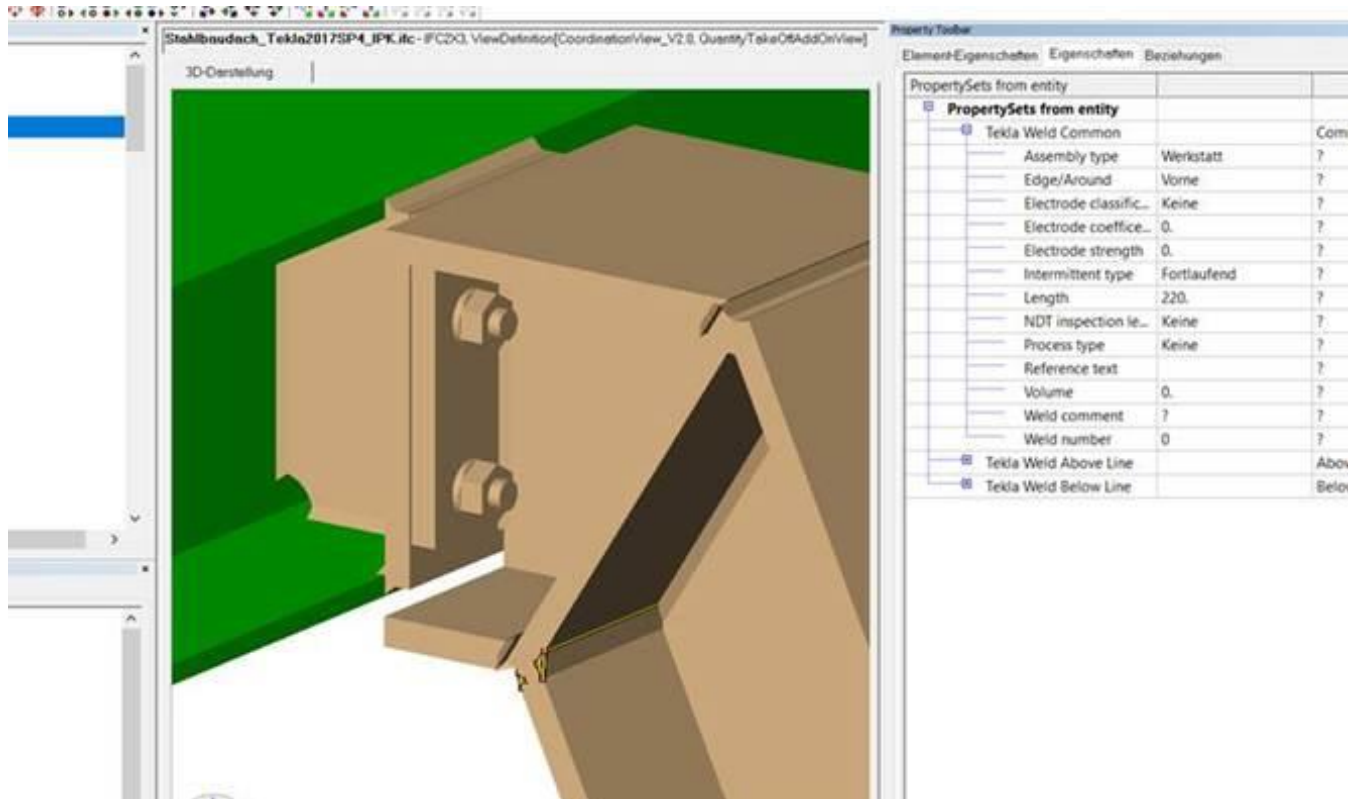 Stahlbaudach_Tekla2017SP4_IPK.ifc - IFC2X3, ViewDefinition[CoordinationView_V2.0, QuantityTakeOffAddOnView]
3D-Darstellung
Property Toolbar
Element-Eigenschaften Eigenschaften Beziehungen
PropertySets from entity
PropertySets from entity
Tekla Weld Common Com
Assembly type Werkstatt ?
Edge/Around Vorne ?
Electrode classific... Keine ?
Electrode coeffice... 0. ?
Electrode strength 0. ?
Intermittent type Fortlaufend ?
Length 220. ?
NDT inspection le... Keine ?
Process type Keine ?
Reference text ?
Volume 0. ?
Weld comment ? ?
Weld number 0 ?
Tekla Weld Above Line Abov
Tekla Weld Below Line Below